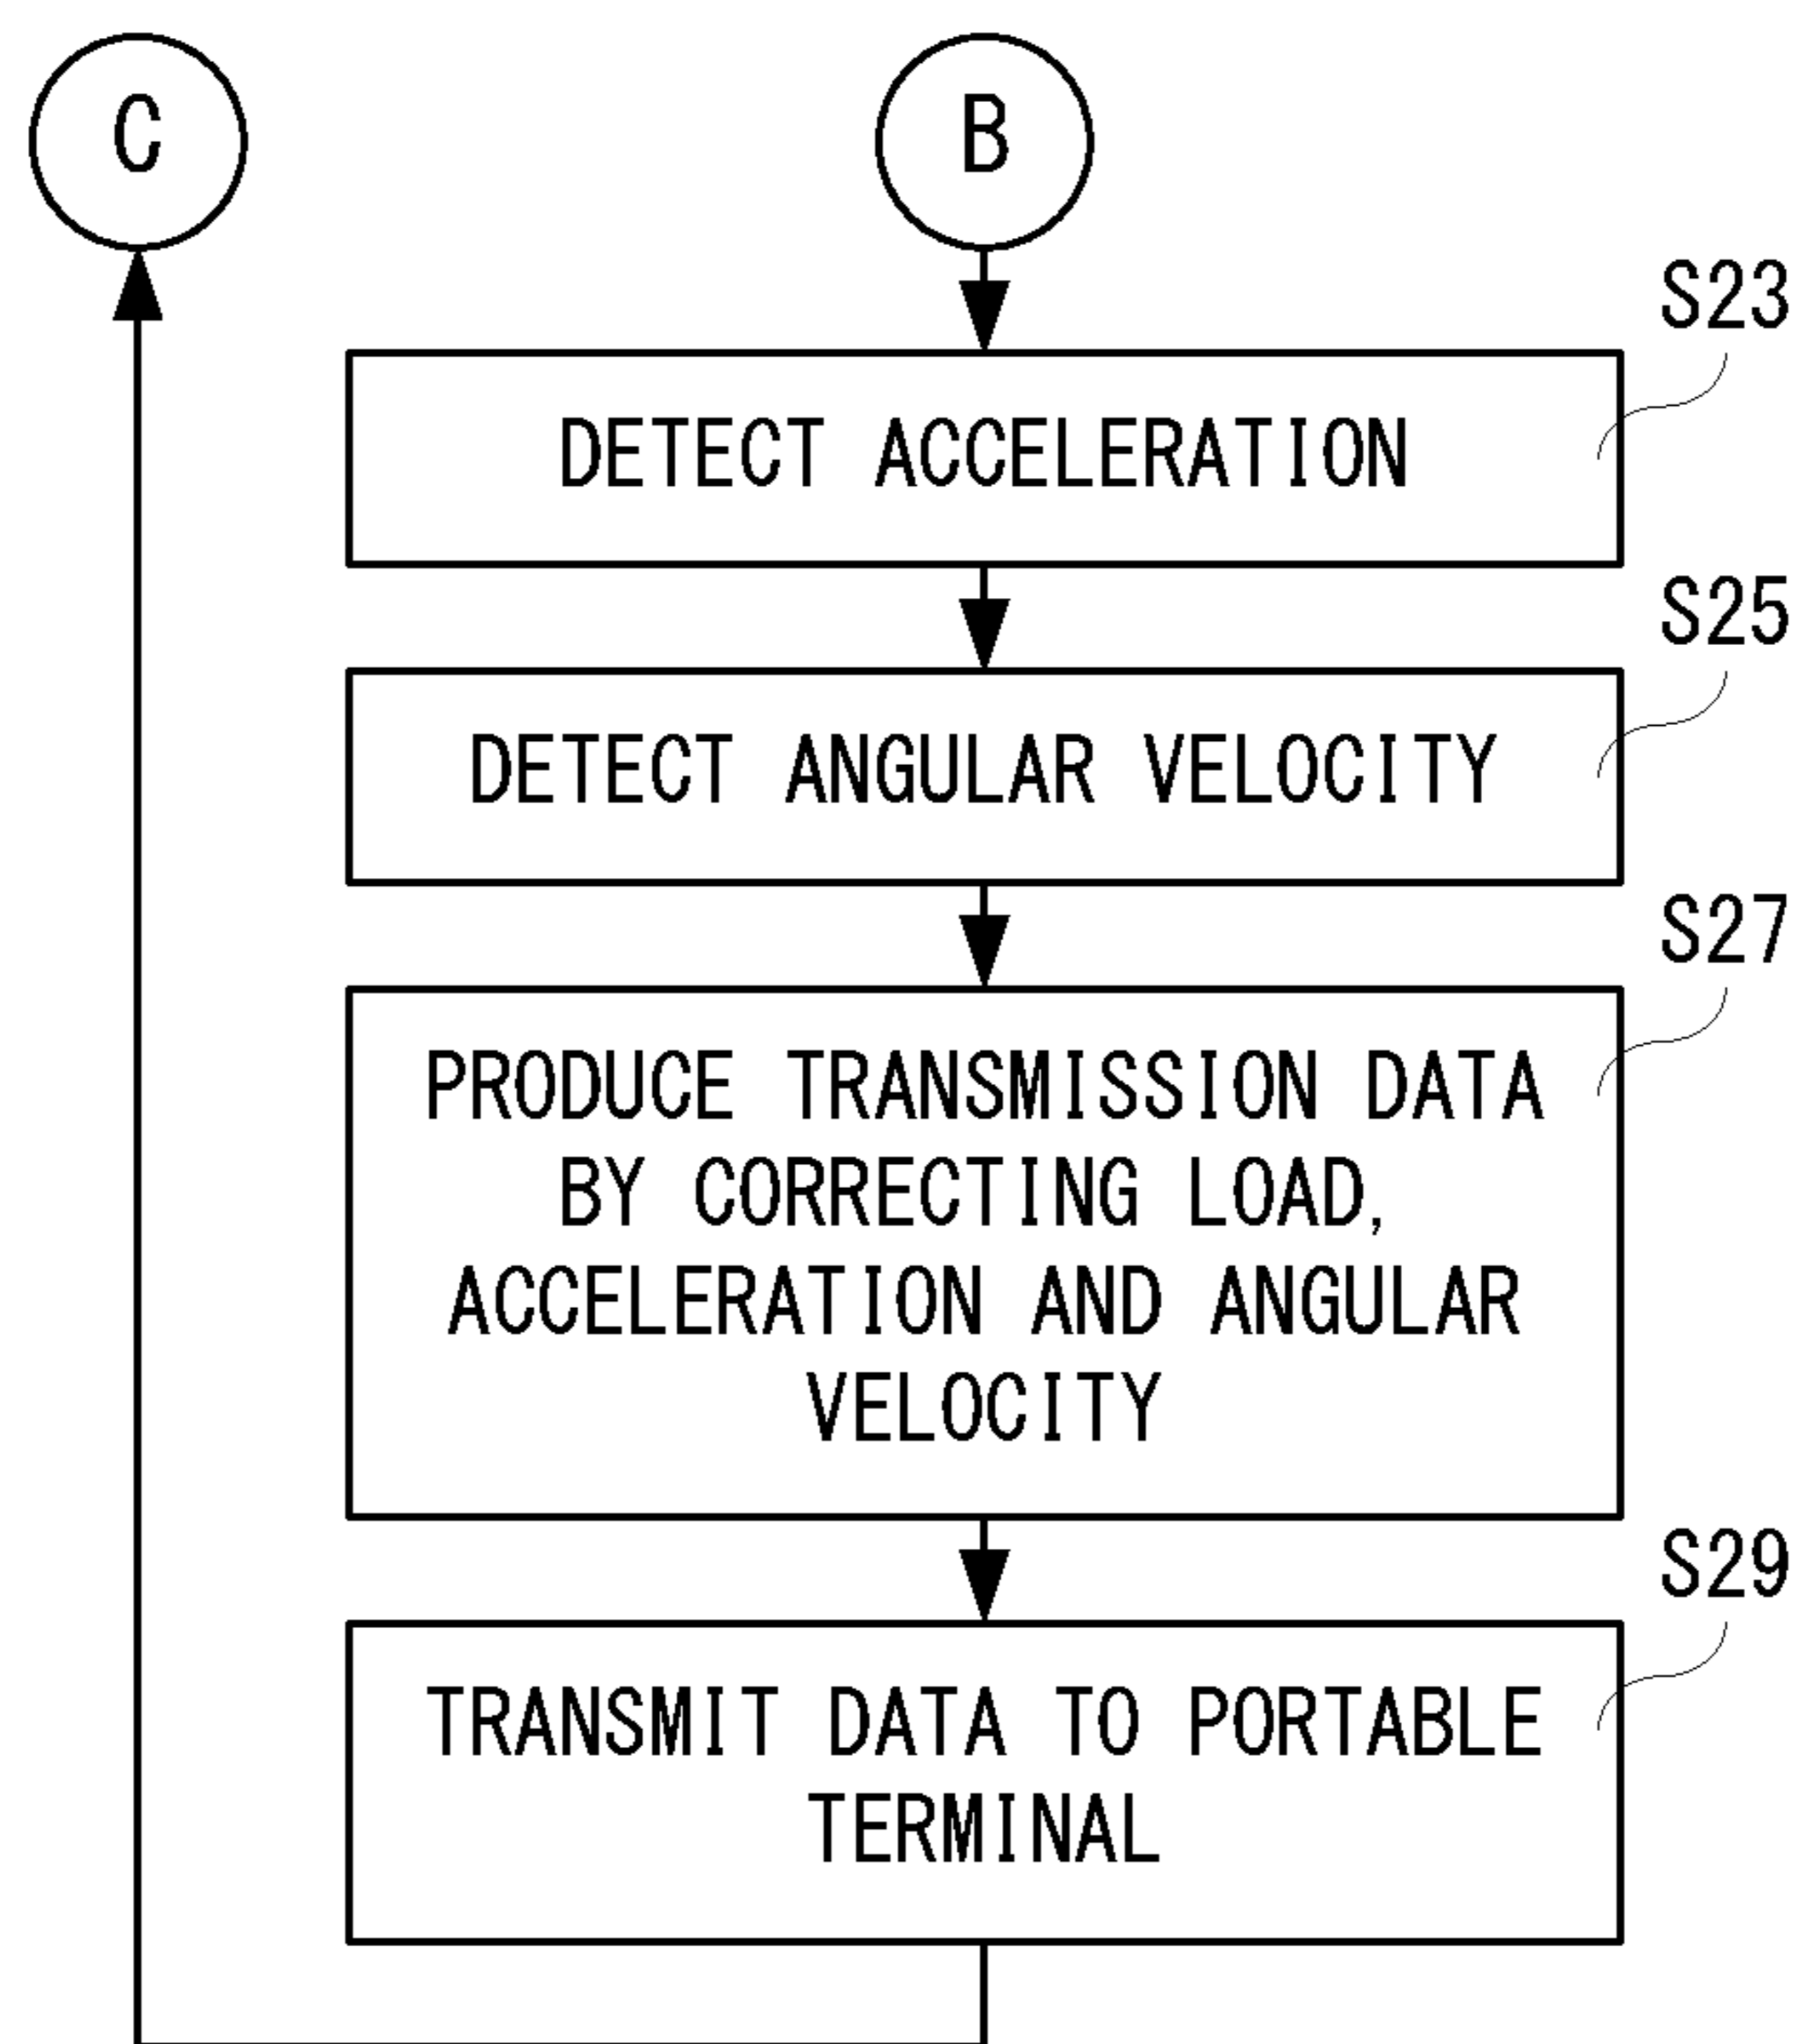 C
B
S23
DETECT ACCELERATION
S25
DETECT ANGULAR VELOCITY
S27
PRODUCE TRANSMISSION DATA
BY CORRECTING LOAD,
ACCELERATION AND ANGULAR
VELOCITY
S29
TRANSMIT DATA TO PORTABLE
TERMINAL